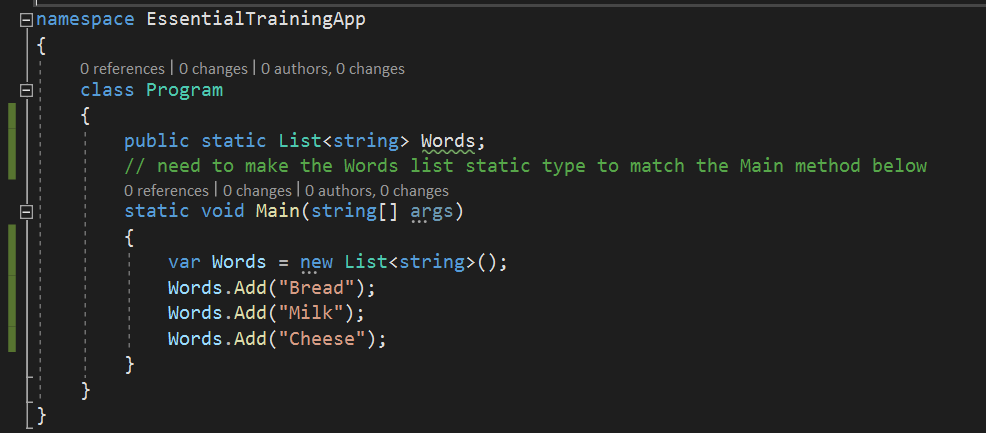 namespace EssentialTrainingApp
{
0 references | 0 changes | 0 authors, 0 changes
class Program
{
public static List<string> Words;
// need to make the Words list static type to match the Main method below
0 references | 0 changes | 0 authors, 0 changes
static void Main(string[] args)
{
var Words = new List<string>();
Words.Add("Bread");
Words.Add("Milk");
Words.Add("Cheese");
}
}
}